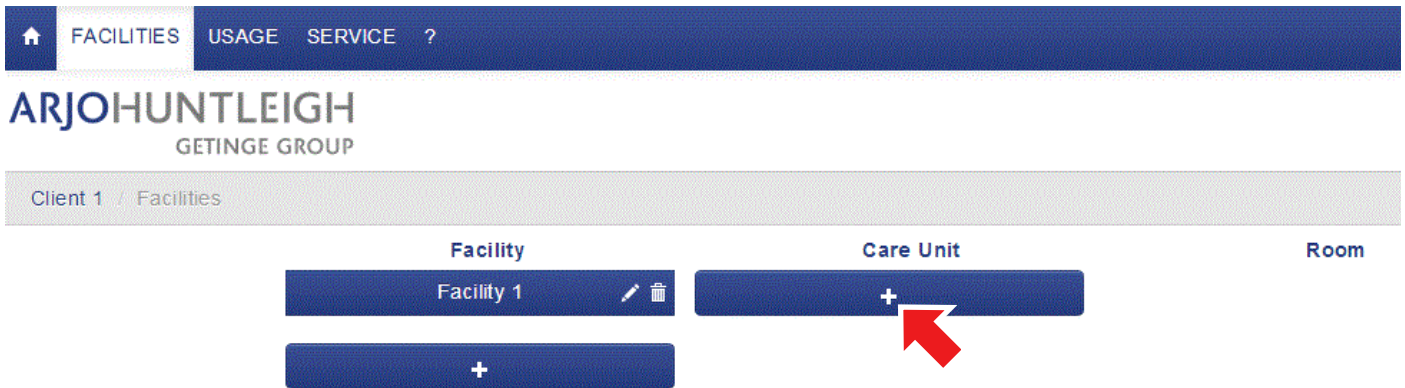 FACILITIES USAGE SERVICE ?
ARJOHUNTLEIGH
GETINGE GROUP
Client 1 / Facilities
Facility Care Unit Room
Facility 1 +
+